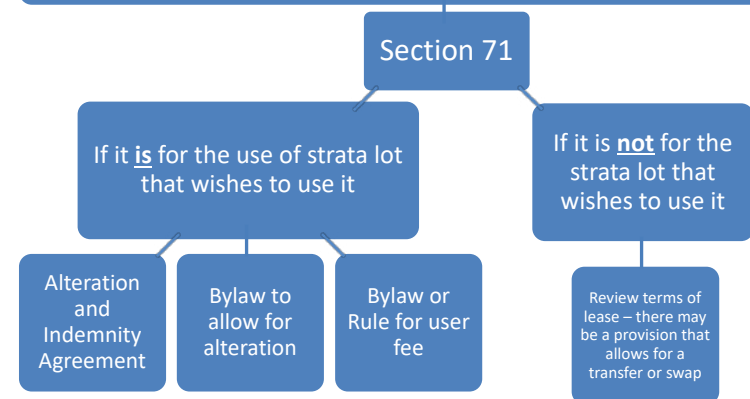 Section 71
If it is for the use of strata lot
that wishes to use it
If it is not for the
strata lot that
wishes to use it
Alteration
and
Indemnity
Agreement
Bylaw to
allow for
alteration
Bylaw or
Rule for user
fee
Review terms of
lease – there may
be a provision that
allows for a
transfer or swap